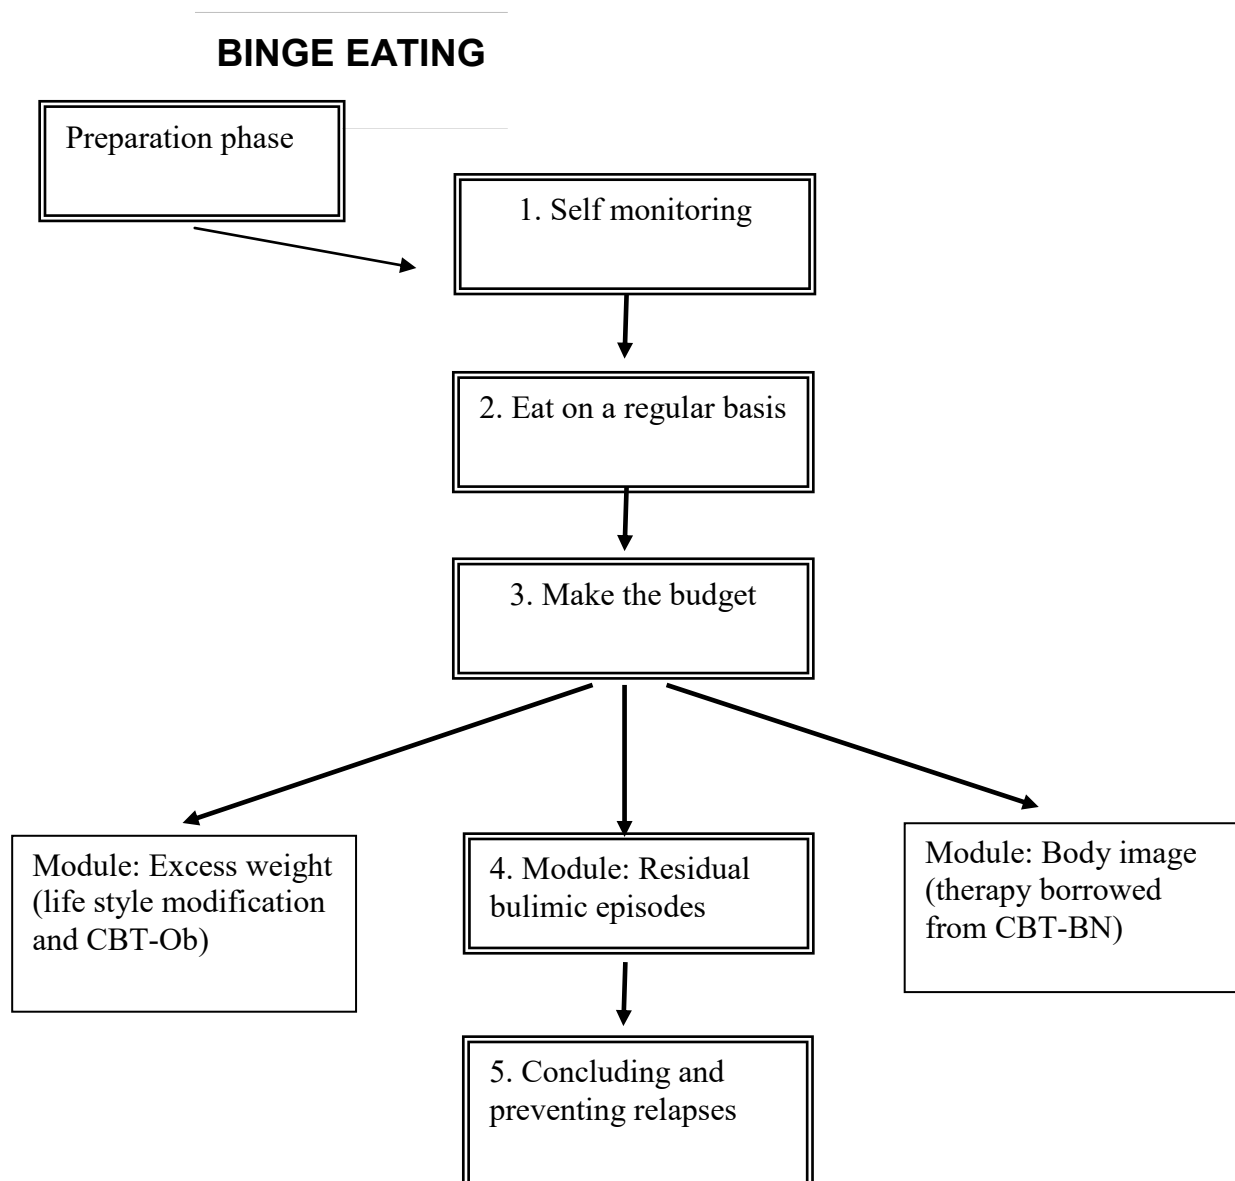 BINGE EATING
Preparation phase
1. Self monitoring
2. Eat on a regular basis
3. Make the budget
Module: Excess weight
(life style modification
and CBT-Ob)
4. Module: Residual
bulimic episodes
Module: Body image
(therapy borrowed
from CBT-BN)
5. Concluding and
preventing relapses